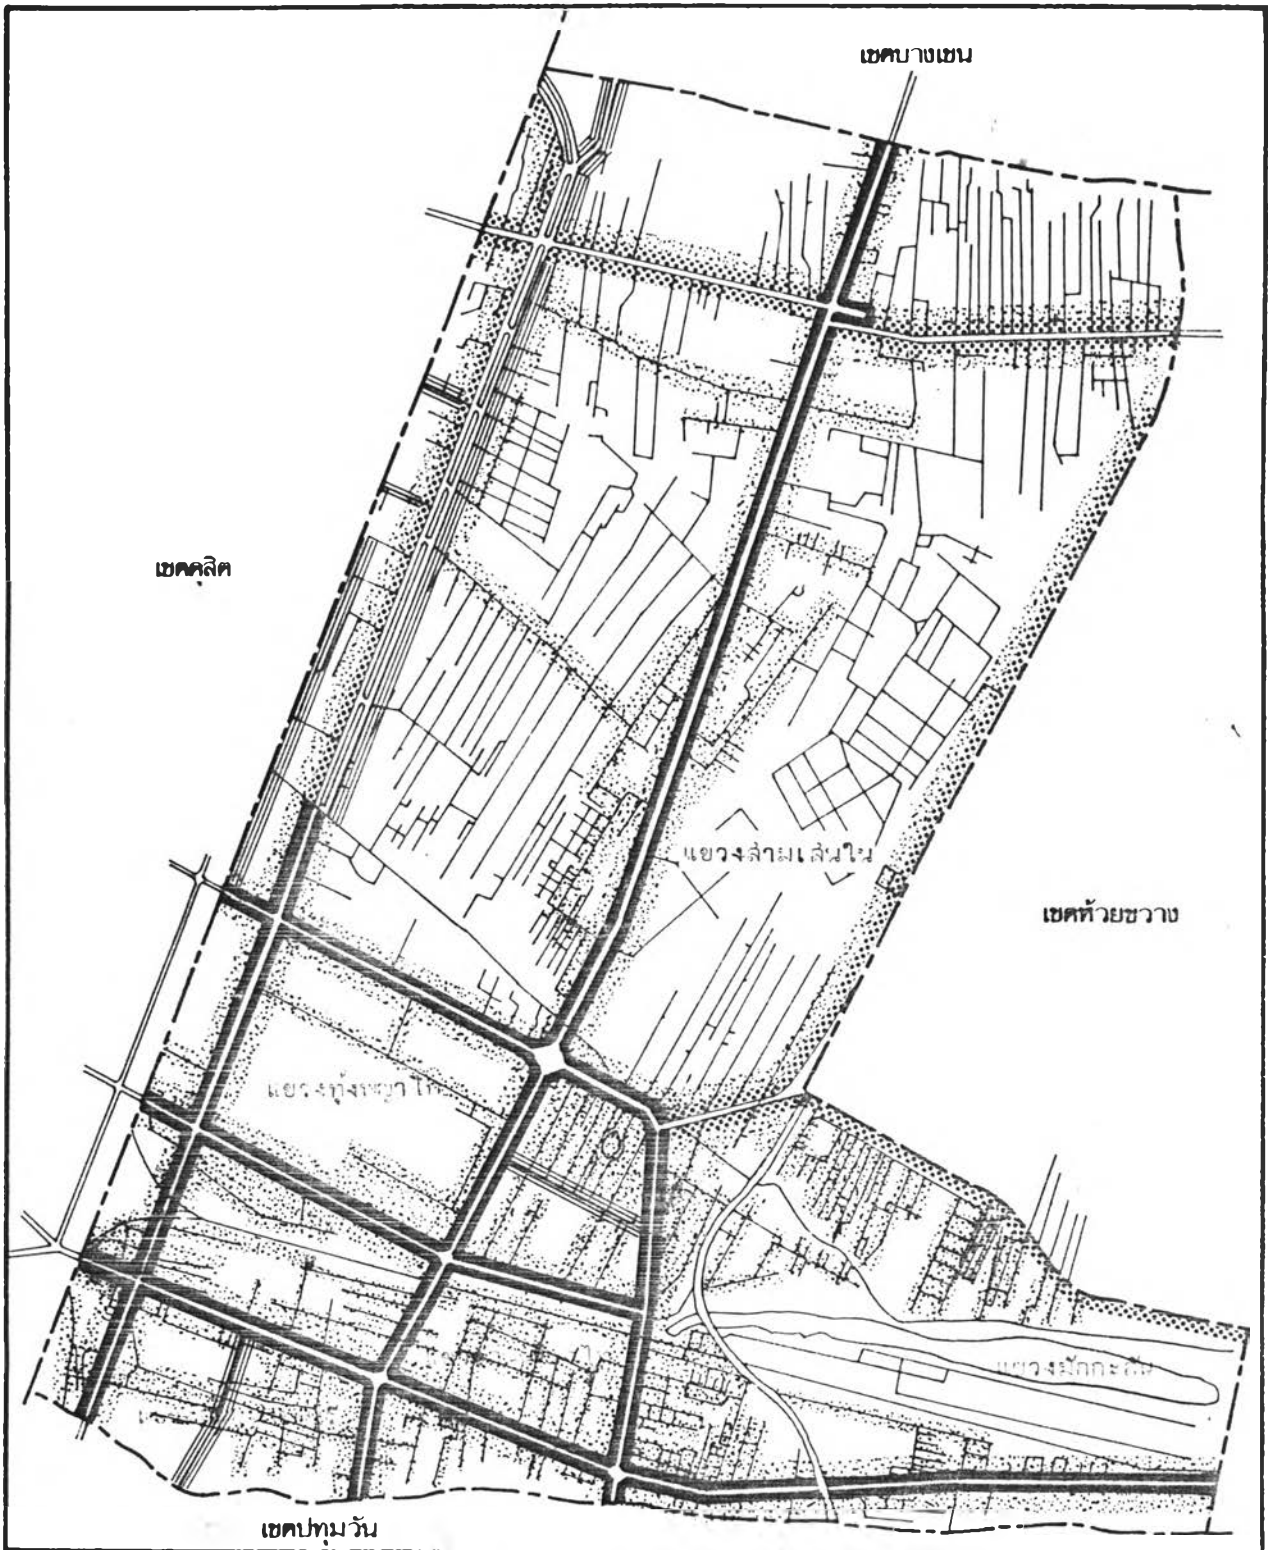 เขตบางเขน
เขตดุสิต
แขวงสามเสนใน
เขตห้วยขวาง
แขวงทุ่งพญาไท
แขวงมักกะสัน
เขตปทุมวัน